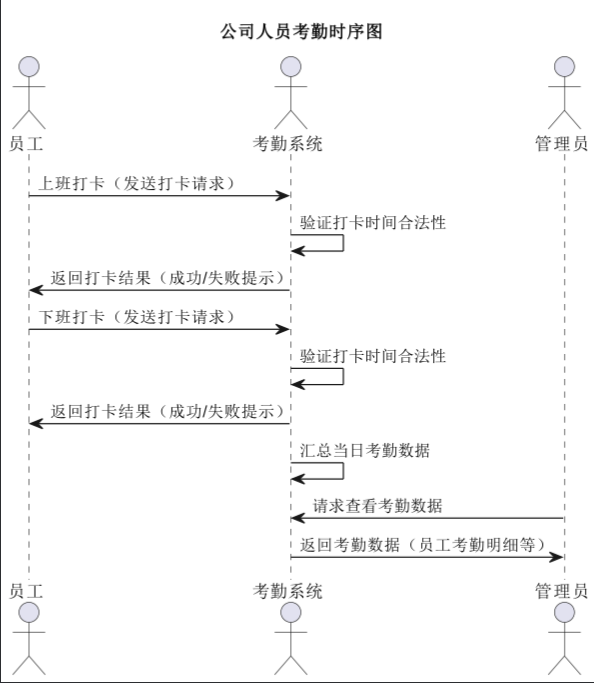 公司人员考勤时序图
员工 考勤系统 管理员
上班打卡（发送打卡请求）
验证打卡时间合法性
返回打卡结果（成功/失败提示）
下班打卡（发送打卡请求）
验证打卡时间合法性
返回打卡结果（成功/失败提示）
汇总当日考勤数据
请求查看考勤数据
返回考勤数据（员工考勤明细等）
员工 考勤系统 管理员